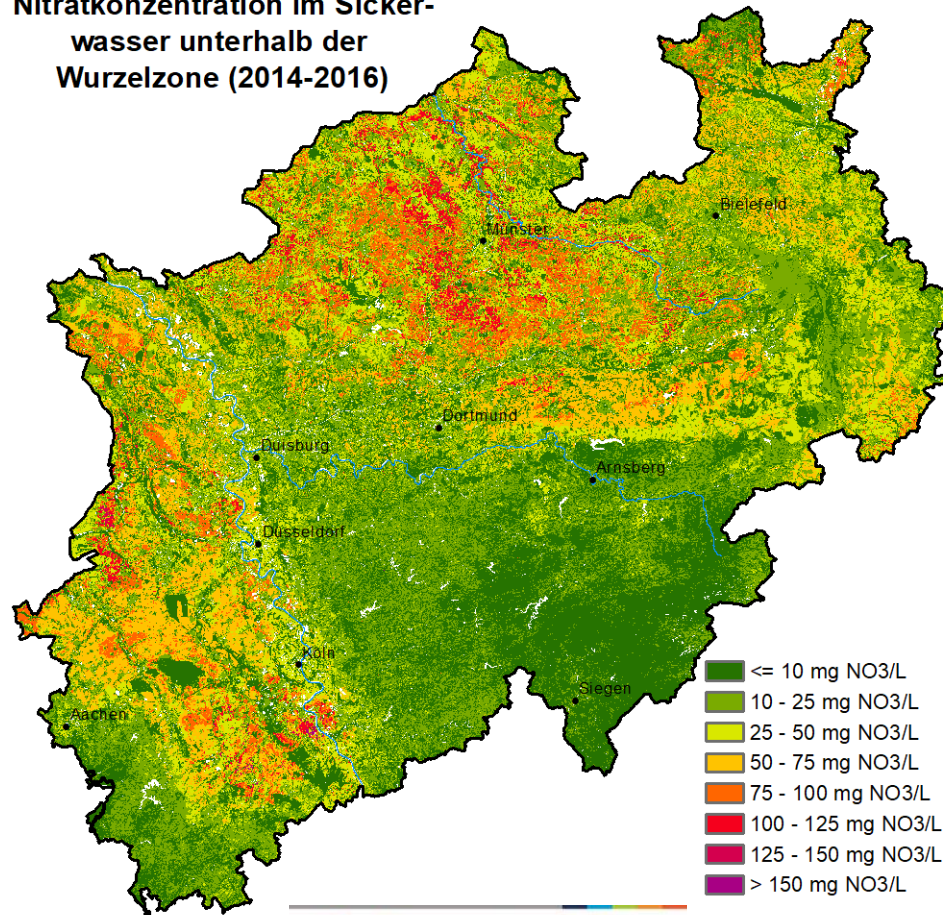 Nitratkonzentration im Sicker-
wasser unterhalb der
Wurzelzone (2014-2016)
Bielefeld
Münster
Dortmund
Duisburg
Arnsberg
Düsseldorf
Köln
Siegen
Aachen
<= 10 mg NO3/L
10 - 25 mg NO3/L
25 - 50 mg NO3/L
50 - 75 mg NO3/L
75 - 100 mg NO3/L
100 - 125 mg NO3/L
125 - 150 mg NO3/L
> 150 mg NO3/L